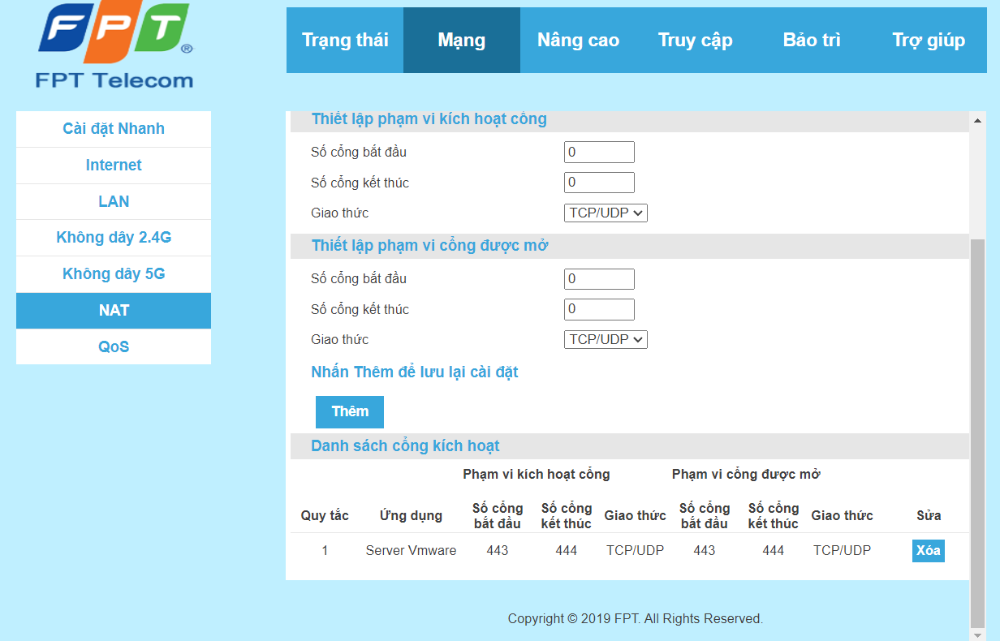 FPT®
FPT Telecom
Trạng thái Mạng Nâng cao Truy cập Bảo trì Trợ giúp
Cài đặt Nhanh
Internet
LAN
Không dây 2.4G
Không dây 5G
NAT
QoS
Thiết lập phạm vi kích hoạt cổng
Số cổng bắt đầu 0
Số cổng kết thúc 0
Giao thức TCP/UDP
Thiết lập phạm vi cổng được mở
Số cổng bắt đầu 0
Số cổng kết thúc 0
Giao thức TCP/UDP
Nhấn Thêm để lưu lại cài đặt
Thêm
Danh sách cổng kích hoạt
Phạm vi kích hoạt cổng Phạm vi cổng được mở
Quy tắc Ứng dụng Số cổng bắt đầu Số cổng kết thúc Giao thức Số cổng bắt đầu Số cổng kết thúc Giao thức Sửa
1 Server Vmware 443 444 TCP/UDP 443 444 TCP/UDP Xóa
Copyright © 2019 FPT. All Rights Reserved.